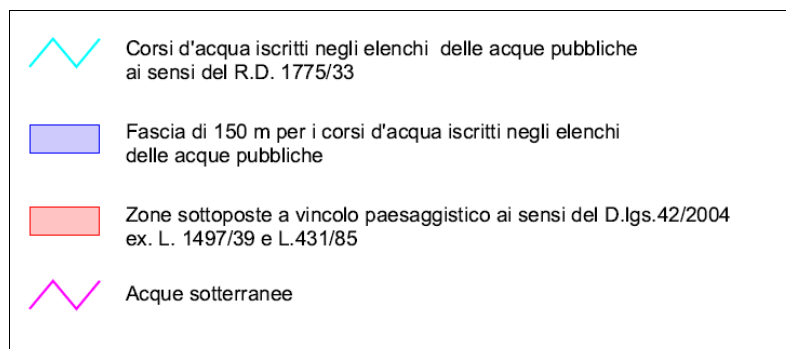 Corsi d'acqua iscritti negli elenchi  delle acque pubbliche
ai sensi del R.D. 1775/33
Fascia di 150 m per i corsi d'acqua iscritti negli elenchi
delle acque pubbliche
Zone sottoposte a vincolo paesaggistico ai sensi del D.lgs.42/2004
ex. L. 1497/39 e L.431/85
Acque sotterranee